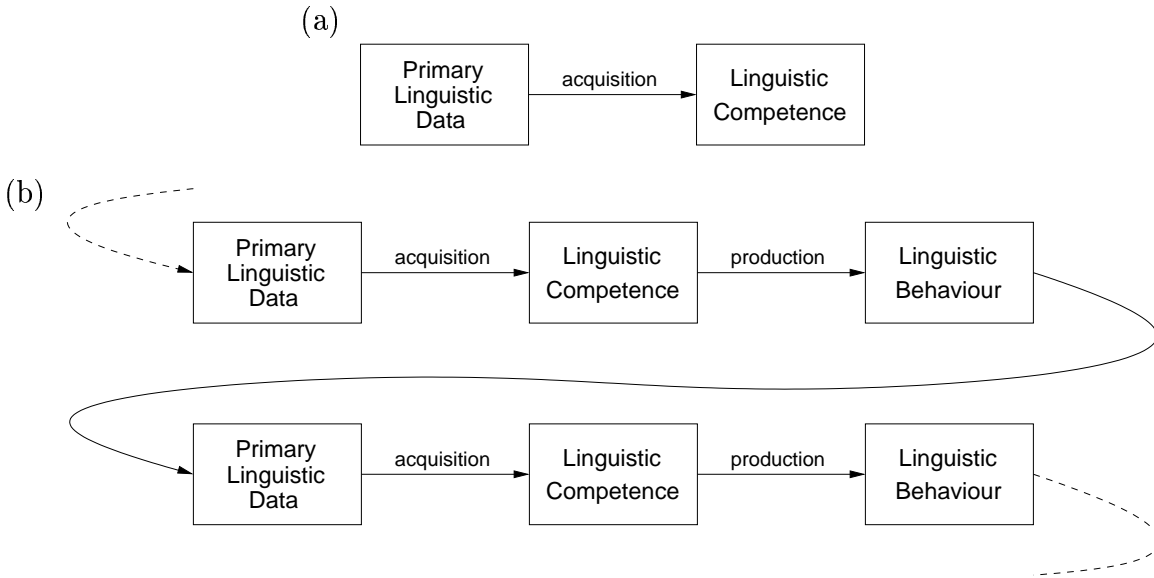 (a)
Primary
Linguistic
Data
acquisition
Linguistic
Competence
(b)
Primary
Linguistic
Data
acquisition
Linguistic
Competence
production
Linguistic
Behaviour
Primary
Linguistic
Data
acquisition
Linguistic
Competence
production
Linguistic
Behaviour